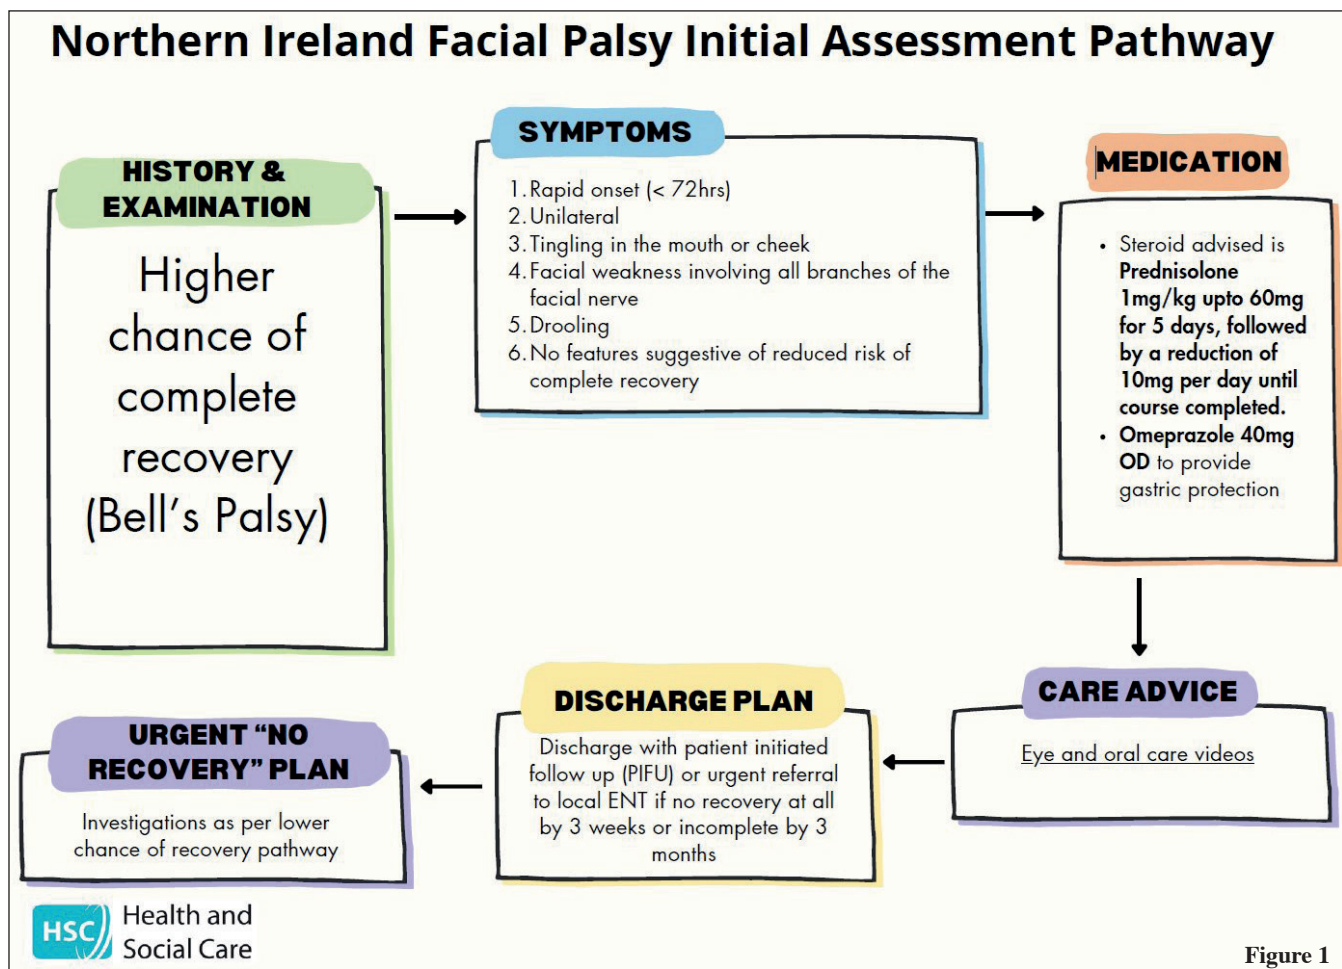 Northern Ireland Facial Palsy Initial Assessment Pathway
HISTORY &
EXAMINATION
Higher
chance of
complete
recovery
(Bell's Palsy)
SYMPTOMS
1. Rapid onset (< 72hrs)
2. Unilateral
3. Tingling in the mouth or cheek
4. Facial weakness involving all branches of the
facial nerve
5. Drooling
6. No features suggestive of reduced risk of
complete recovery
MEDICATION
• Steroid advised is
Prednisolone
1mg/kg upto 60mg
for 5 days, followed
by a reduction of
10mg per day until
course completed.
• Omeprazole 40mg
OD to provide
gastric protection
CARE ADVICE
Eye and oral care videos
DISCHARGE PLAN
Discharge with patient initiated
follow up (PIFU) or urgent referral
to local ENT if no recovery at all
by 3 weeks or incomplete by 3
months
URGENT “NO
RECOVERY” PLAN
Investigations as per lower
chance of recovery pathway
HSC
Health and
Social Care
Figure 1